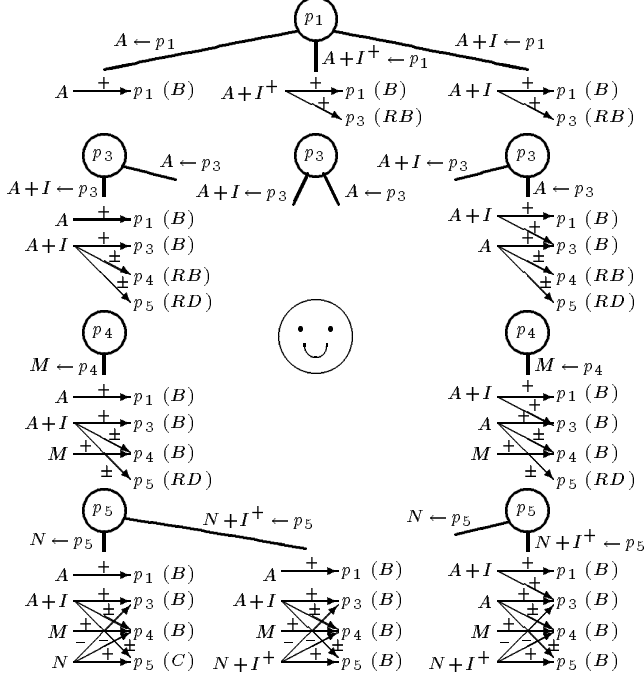 p₁
A ← p₁ A+I⁺ ← p₁ A+I ← p₁
A + p₁ (B) A+I⁺ + p₁ (B) A+I + p₁ (B)
+ p₃ (RB) + p₃ (RB)
p₃ p₃ p₃
A ← p₃ A+I ← p₃
A+I ← p₃ A+I ← p₃ A ← p₃ A ← p₃
A + p₁ (B) A+I + p₁ (B)
A+I + p₃ (B) A + + p₃ (B)
± p₄ (RB) ± p₄ (RB)
± p₅ (RD) ± p₅ (RD)
p₄ p₄
M ← p₄ M ← p₄
A + p₁ (B) A+I + p₁ (B)
A+I + p₃ (B) A + + p₃ (B)
M + ± p₄ (B) M + ± p₄ (B)
± p₅ (RD) ± p₅ (RD)
p₅ p₅
N ← p₅ N+I⁺ ← p₅ N ← p₅ N+I⁺ ← p₅
A + p₁ (B) A + p₁ (B) A+I + p₁ (B)
A+I + p₃ (B) A+I + p₃ (B) A + + p₃ (B)
M + ± p₄ (B) M + ± p₄ (B) M + ± p₄ (B)
N − − + ± p₅ (C) N+I⁺ − − + ± p₅ (B) N+I⁺ − − + ± p₅ (B)